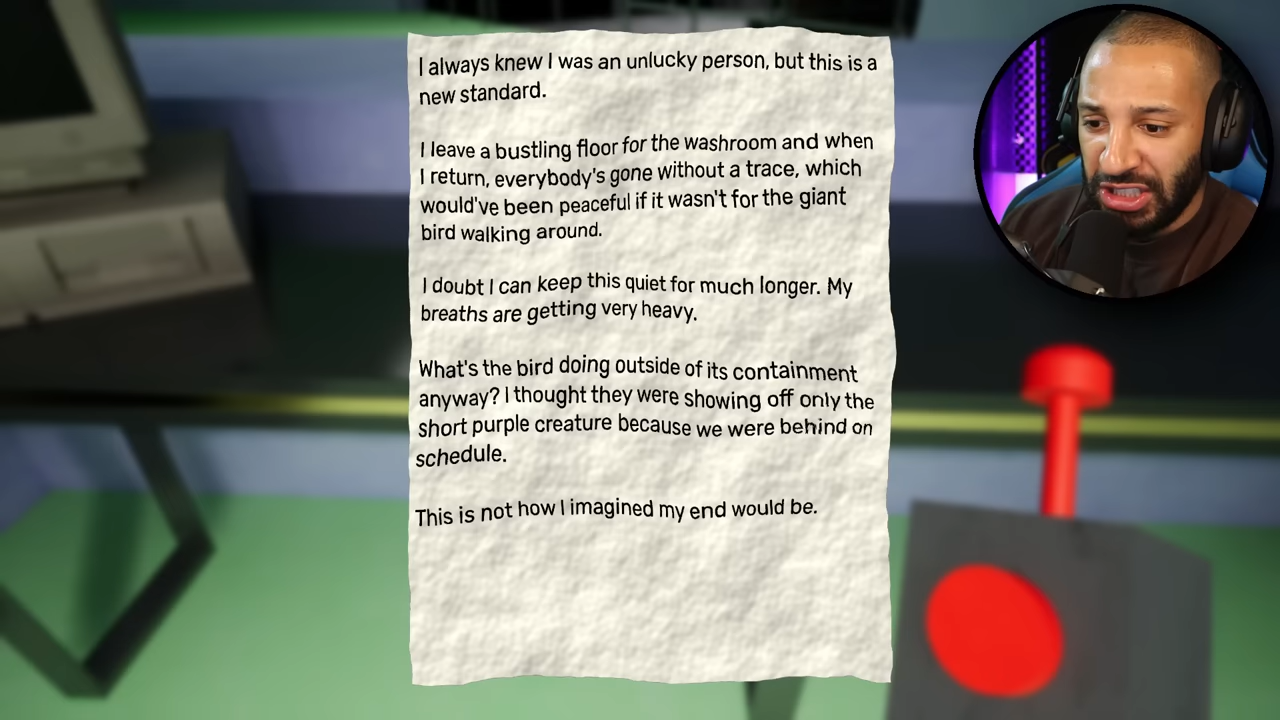 I always knew I was an unlucky person, but this is a
new standard.
I leave a bustling floor for the washroom and when
I return, everybody's gone without a trace, which
would've been peaceful if it wasn't for the giant
bird walking around.
I doubt I can keep this quiet for much longer. My
breaths are getting very heavy.
What's the bird doing outside of its containment
anyway? I thought they were showing off only the
short purple creature because we were behind on
schedule.
This is not how I imagined my end would be.